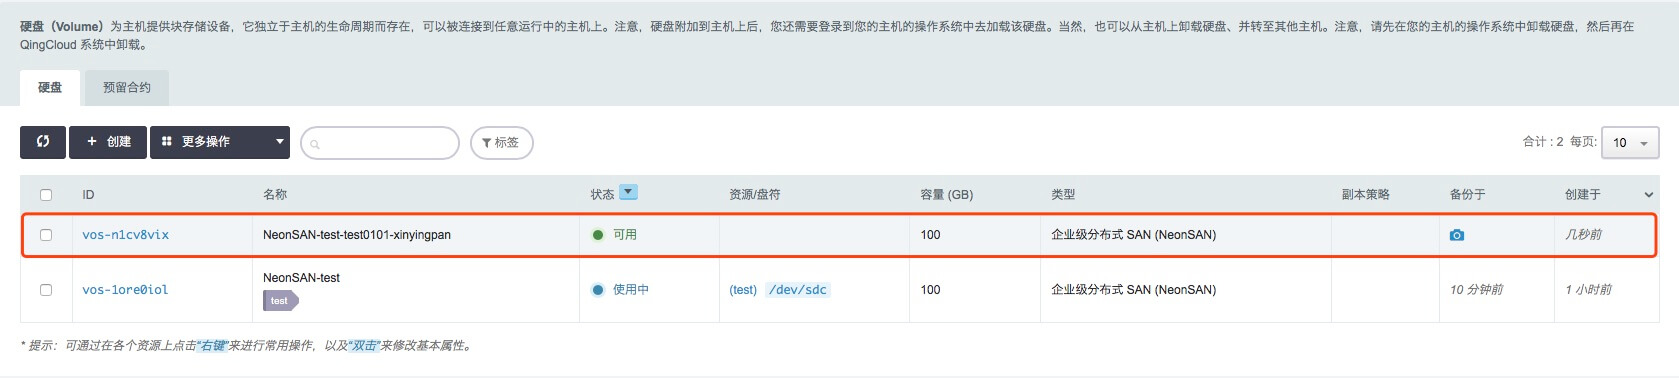 硬盘（Volume）为主机提供块存储设备，它独立于主机的生命周期而存在，可以被连接到任意运行中的主机上。注意，硬盘附加到主机上后，您还需要登录到您的主机的操作系统中去加载该硬盘。当然，也可以从主机上卸载硬盘、并转至其他主机。注意，请先在您的主机的操作系统中卸载硬盘，然后再在
QingCloud 系统中卸载。
硬盘 预留合约
+ 创建 更多操作 标签 合计 : 2 每页: 10
ID 名称 状态 资源/盘符 容量 (GB) 类型 副本策略 备份于 创建于
vos-n1cv8vix NeonSAN-test-test0101-xinyingpan 可用 100 企业级分布式 SAN (NeonSAN) 几秒前
vos-1ore0iol NeonSAN-test 使用中 (test) /dev/sdc 100 企业级分布式 SAN (NeonSAN) 10 分钟前 1 小时前
test
* 提示：可通过在各个资源上点击“右键”来进行常用操作，以及“双击”来修改基本属性。